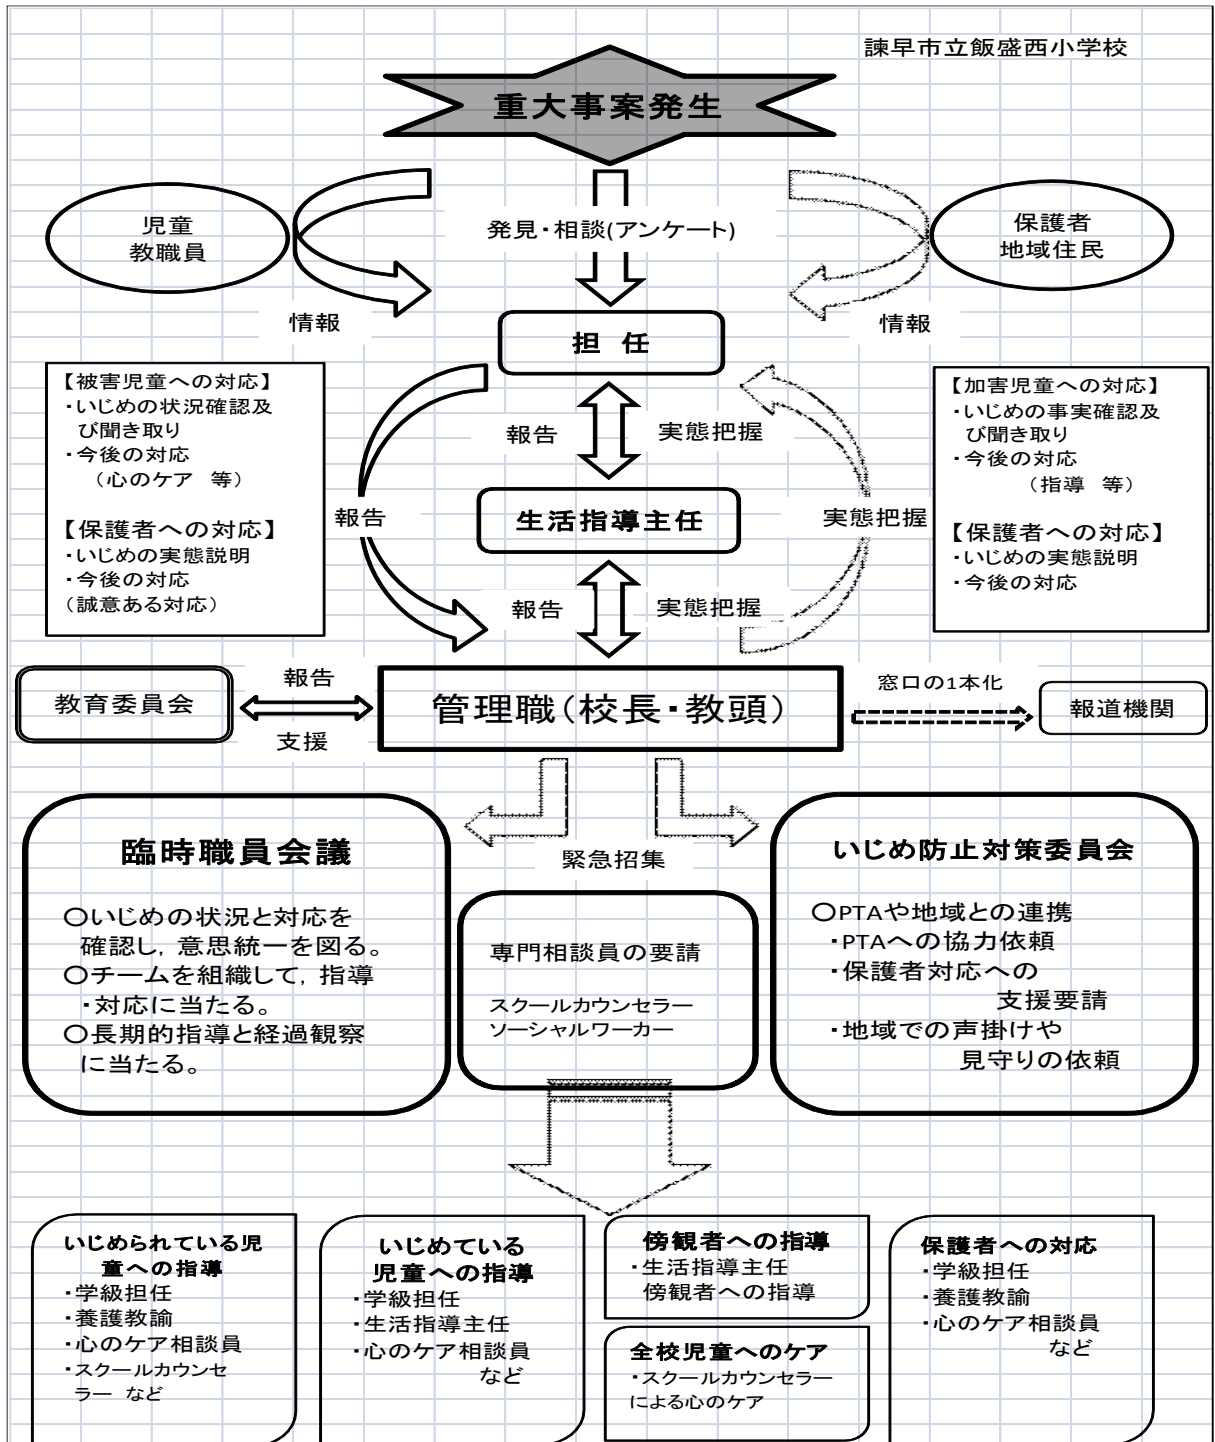 諫早市立飯盛西小学校
重大事案発生
児童
教職員
発見・相談(アンケート)
保護者
地域住民
情報
情報
担 任
【被害児童への対応】
・いじめの状況確認及
び聞き取り
・今後の対応
（心のケア 等）
【保護者への対応】
・いじめの実態説明
・今後の対応
（誠意ある対応）
報告
実態把握
【加害児童への対応】
・いじめの事実確認及
び聞き取り
・今後の対応
（指導 等）
【保護者への対応】
・いじめの実態説明
・今後の対応
報告
生活指導主任
実態把握
報告
実態把握
教育委員会
報告
支援
管理職（校長・教頭）
窓口の1本化
報道機関
緊急招集
臨時職員会議
○いじめの状況と対応を
確認し，意思統一を図る。
○チームを組織して，指導
・対応に当たる。
○長期的指導と経過観察
に当たる。
専門相談員の要請
スクールカウンセラー
ソーシャルワーカー
いじめ防止対策委員会
○PTAや地域との連携
・PTAへの協力依頼
・保護者対応への
支援要請
・地域での声掛けや
見守りの依頼
いじめられている児
童への指導
・学級担任
・養護教諭
・心のケア相談員
・スクールカウンセ
ラー など
いじめている
児童への指導
・学級担任
・生活指導主任
・心のケア相談員
など
傍観者への指導
・生活指導主任
傍観者への指導
全校児童へのケア
・スクールカウンセラー
による心のケア
保護者への対応
・学級担任
・養護教諭
・心のケア相談員
など